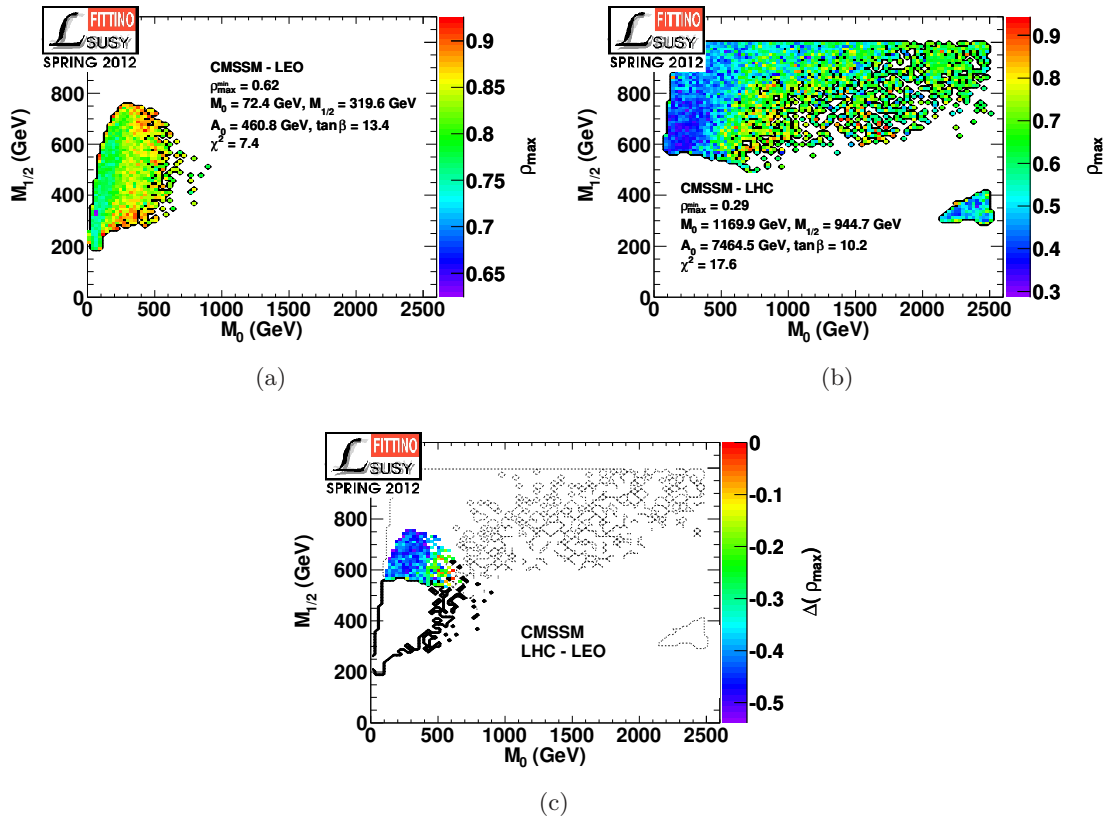 FITTINO
SUSY
SPRING 2012
CMSSM - LEO
ρmax^min = 0.62
M0 = 72.4 GeV, M1/2 = 319.6 GeV
A0 = 460.8 GeV, tan β = 13.4
χ² = 7.4
M1/2 (GeV)
800
600
400
200
0
0 500 1000 1500 2000 2500
M0 (GeV)
0.9
0.85
0.8
0.75
0.7
0.65
ρmax
(a)
FITTINO
SUSY
SPRING 2012
CMSSM - LHC
ρmax^min = 0.29
M0 = 1169.9 GeV, M1/2 = 944.7 GeV
A0 = 7464.5 GeV, tan β = 10.2
χ² = 17.6
M1/2 (GeV)
800
600
400
200
0
0 500 1000 1500 2000 2500
M0 (GeV)
0.9
0.8
0.7
0.6
0.5
0.4
0.3
ρmax
(b)
FITTINO
SUSY
SPRING 2012
CMSSM
LHC - LEO
M1/2 (GeV)
800
600
400
200
0
0 500 1000 1500 2000 2500
M0 (GeV)
0
-0.1
-0.2
-0.3
-0.4
-0.5
Δ( ρmax)
(c)